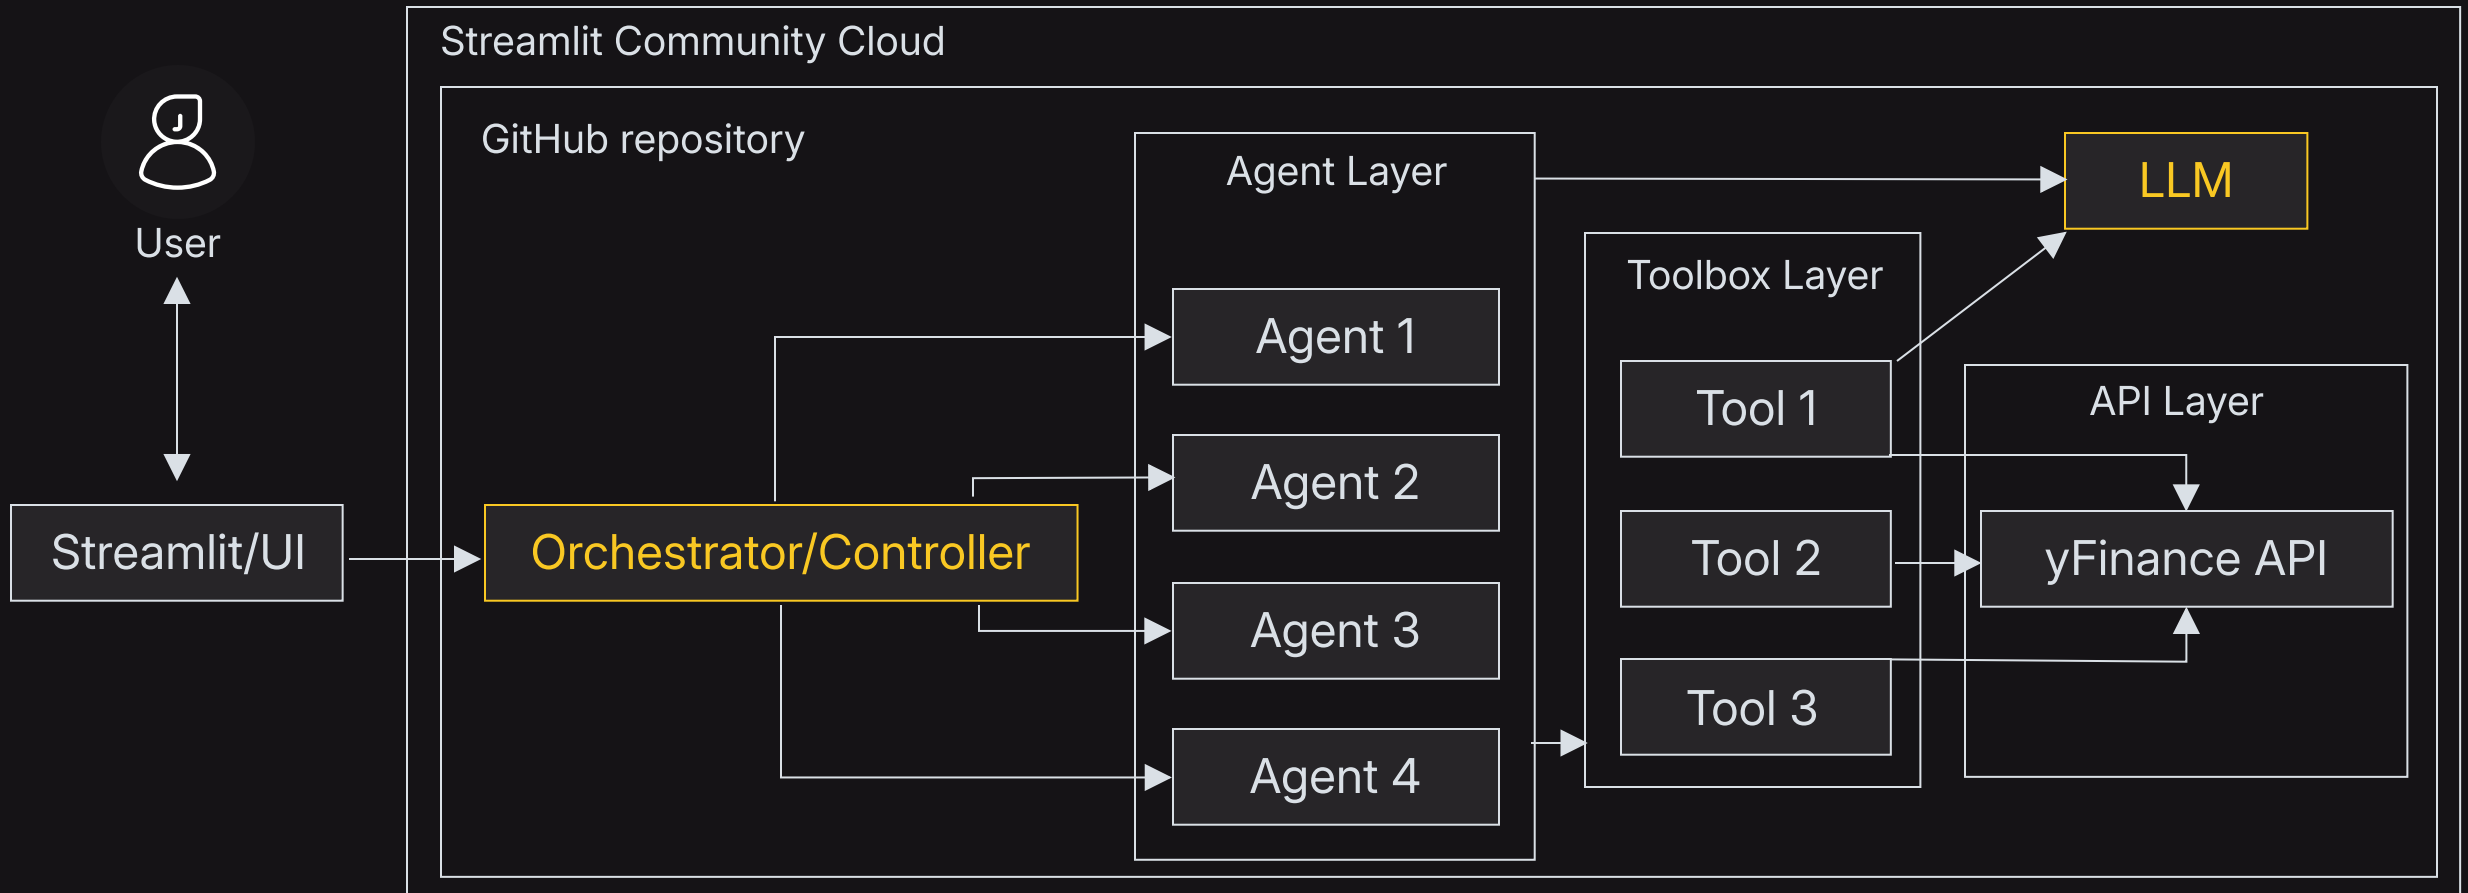 Streamlit Community Cloud
GitHub repository
User
Streamlit/UI
Orchestrator/Controller
Agent Layer
Agent 1
Agent 2
Agent 3
Agent 4
Toolbox Layer
Tool 1
Tool 2
Tool 3
LLM
API Layer
yFinance API